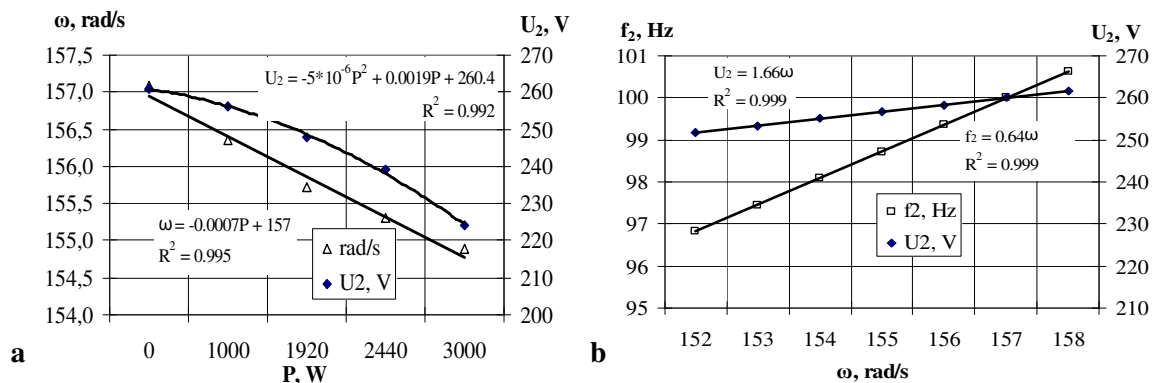 ω, rad/s
U2, V
157,5
157,0
156,5
156,0
155,5
155,0
154,5
154,0
270
260
250
240
230
220
210
200
U2 = -5*10-6P2 + 0.0019P + 260.4
R2 = 0.992
ω = -0.0007P + 157
R2 = 0.995
rad/s
U2, V
0 1000 1920 2440 3000
P, W
a
f2, Hz
U2, V
101
100
99
98
97
96
95
270
260
250
240
230
220
210
U2 = 1.66ω
R2 = 0.999
f2 = 0.64ω
R2 = 0.999
f2, Hz
U2, V
152 153 154 155 156 157 158
ω, rad/s
b